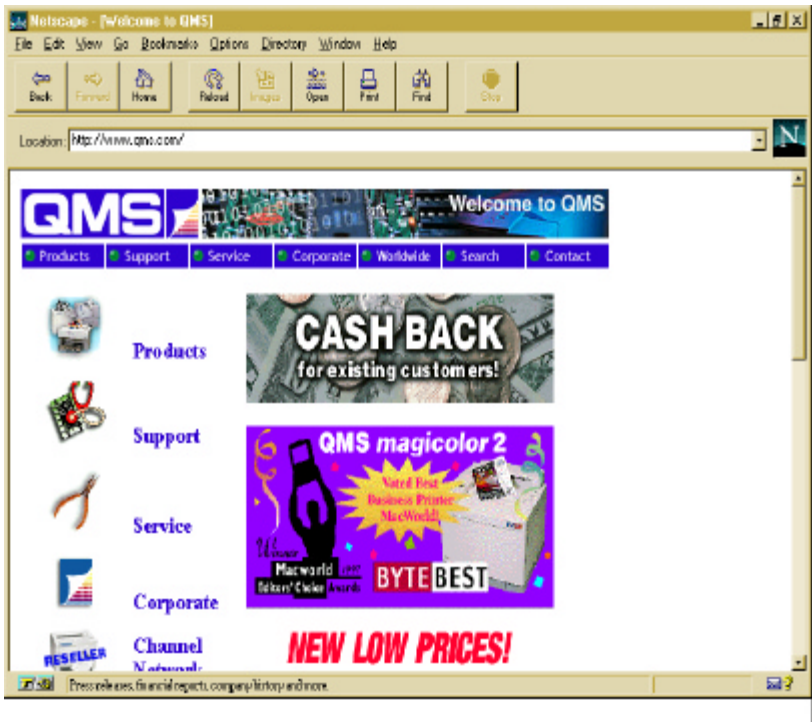 Netscape - [Welcome to QMS]
File Edit View Go Bookmarks Options Directory Window Help
Back Forward Home Reload Images Open Print Find Stop
Location: http://www.qms.com/
N
QMS Welcome to QMS
Products Support Service Corporate Worldwide Search Contact
CASH BACK
for existing customers!
Products
Support
QMS magicolor 2
Voted Best
Business Printer
MacWorld!
Service
Winner
Macworld 1997
Editors' Choice Awards
BYTE BEST
Corporate
RESELLER
Channel
Network
NEW LOW PRICES!
Press releases, financial reports, company history and more.